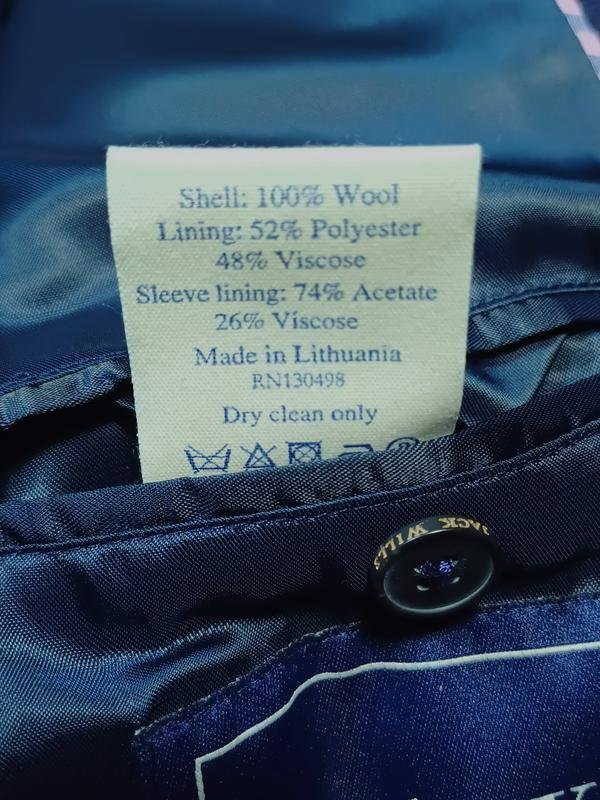 Shell: 100% Wool
Lining: 52% Polyester
48% Viscose
Sleeve lining: 74% Acetate
26% Viscose
Made in Lithuania
RN130498
Dry clean only
JACK WILLS